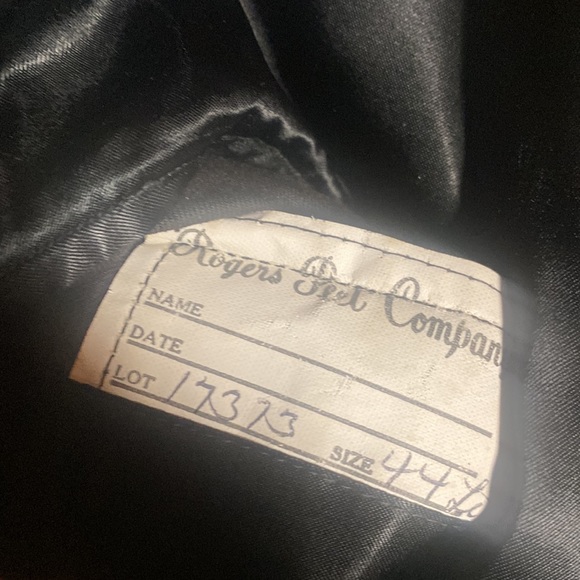 Rogers Peet Compan
NAME
DATE
LOT 17373
SIZE 44 L